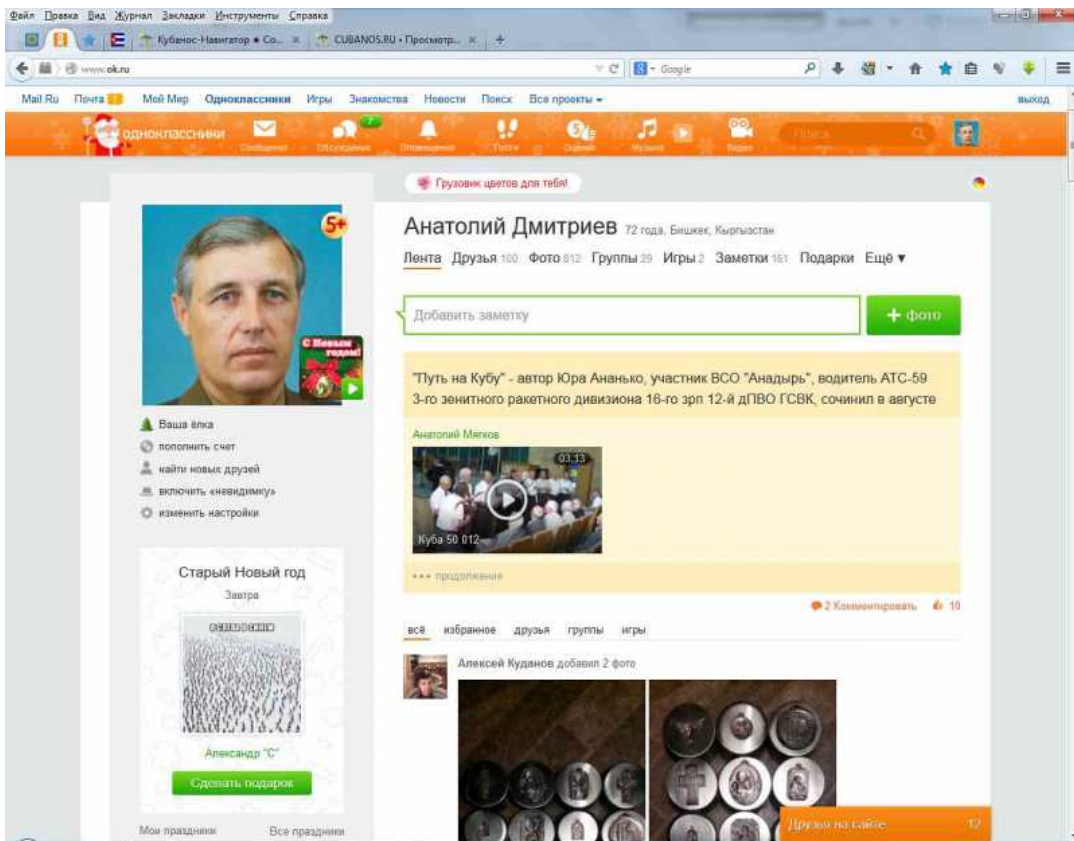 Файл Правка Вид Журнал Закладки Инструменты Справка
Кубанос-Навигатор • Со...
CUBANOS.RU • Просмотр...
www.ok.ru
Google
Mail.Ru Почта Мой Мир Одноклассники Игры Знакомства Новости Поиск Все проекты
выход
одноклассники
Сообщения
Обсуждения
7
Оповещения
Гости
Оценки
Музыка
Видео
Поиск
Грузовик цветов для тебя!
5+
С Новым
годом!
Анатолий Дмитриев 72 года, Бишкек, Кыргызстан
Лента Друзья 100 Фото 812 Группы 29 Игры 2 Заметки 161 Подарки Ещё ▼
Добавить заметку
+ фото
"Путь на Кубу" - автор Юра Ананько, участник ВСО "Анадырь", водитель АТС-59
3-го зенитного ракетного дивизиона 16-го зрп 12-й дПВО ГСВК, сочинил в августе
Анатолий Мягков
03:13
Куба 50 012
••• продолжение
2 Комментировать 10
Ваша ёлка
пополнить счет
найти новых друзей
включить «невидимку»
изменить настройки
Старый Новый год
Завтра
Александр "С"
Сделать подарок
Мои праздники Все праздники
всё избранное друзья группы игры
Алексей Куданов добавил 2 фото
Друзья на сайте 12